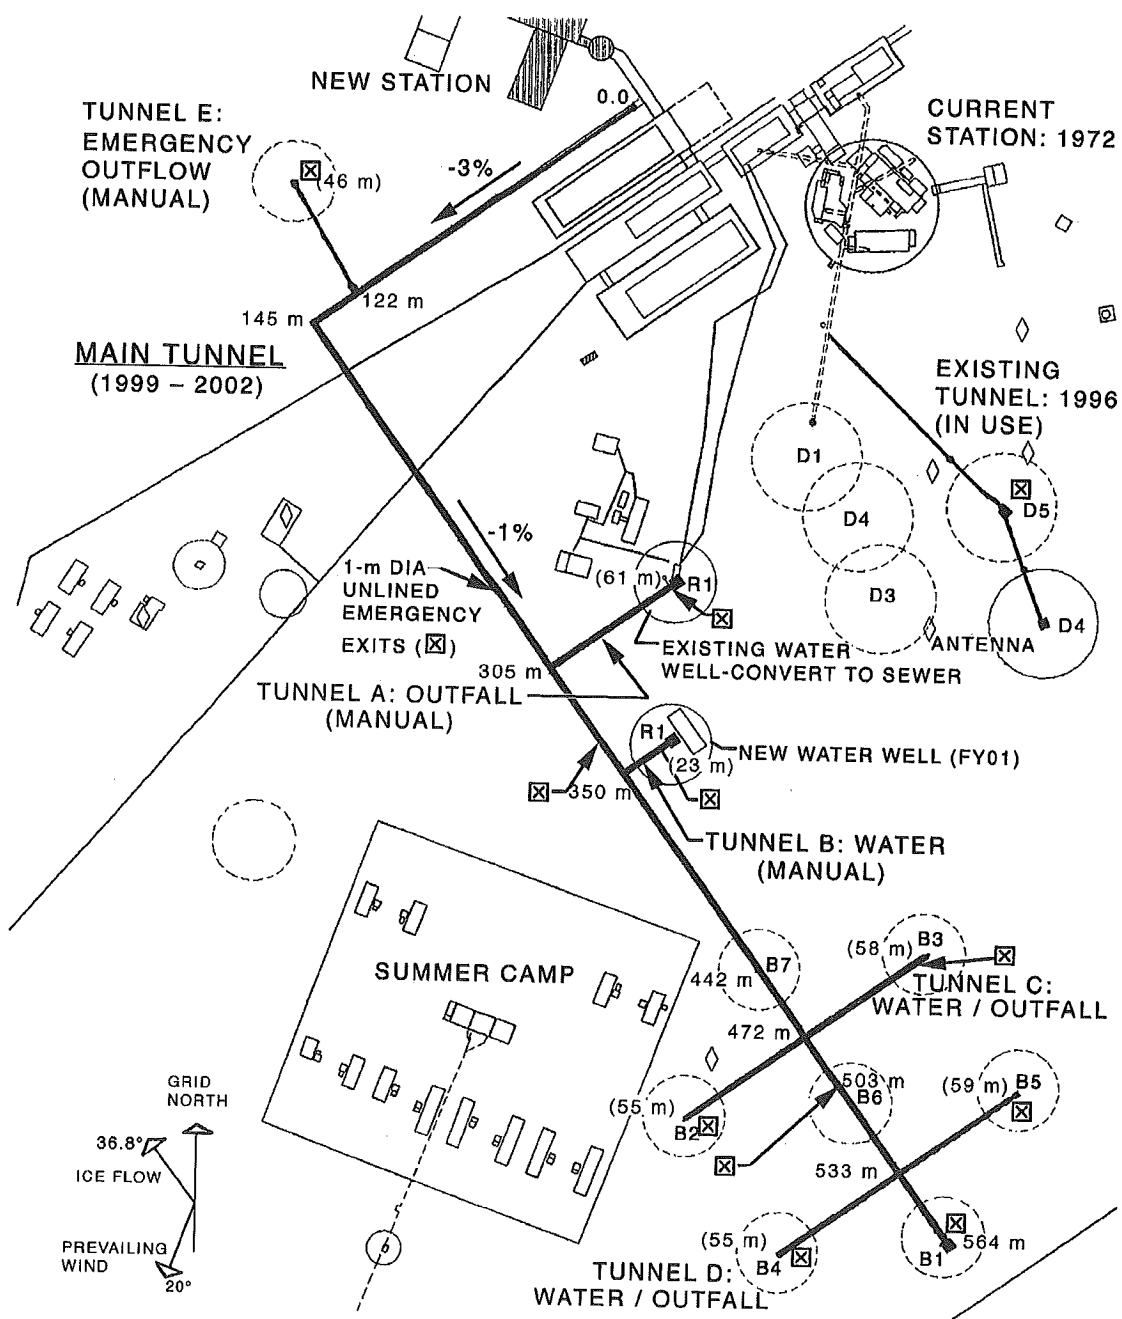 NEW STATION
0.0
TUNNEL E:
EMERGENCY
OUTFLOW
(MANUAL)
(46 m)
-3%
CURRENT
STATION: 1972
122 m
145 m
MAIN TUNNEL
(1999 – 2002)
EXISTING
TUNNEL: 1996
(IN USE)
D1
D4
D5
D3
D4
ANTENNA
-1%
1-m DIA
UNLINED
EMERGENCY
EXITS (☒)
(61 m)
R1
EXISTING WATER
WELL-CONVERT TO SEWER
305 m
TUNNEL A: OUTFALL
(MANUAL)
R1
(23 m)
NEW WATER WELL (FY01)
350 m
TUNNEL B: WATER
(MANUAL)
SUMMER CAMP
442 m
B7
(58 m)
B3
TUNNEL C:
WATER / OUTFALL
472 m
503 m
B6
(59 m)
B5
(55 m)
B2
533 m
(55 m)
B4
B1
564 m
TUNNEL D:
WATER / OUTFALL
GRID
NORTH
36.8°
ICE FLOW
PREVAILING
WIND
20°